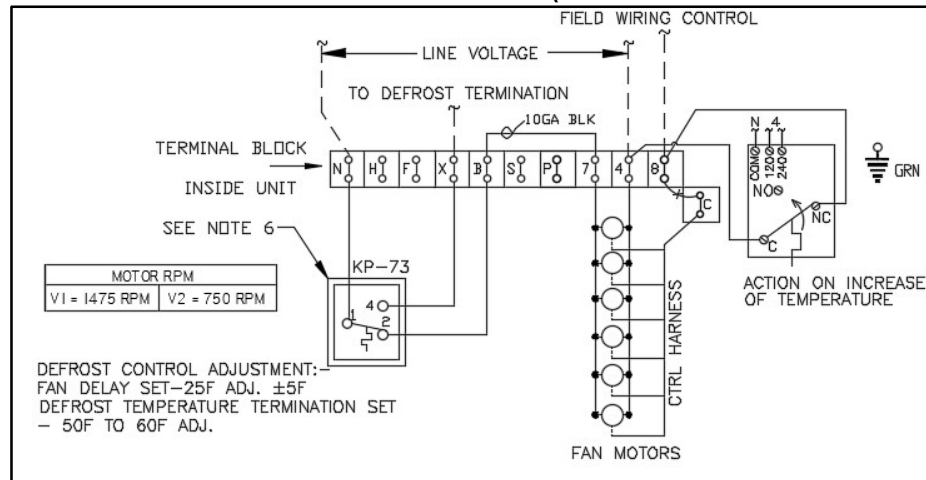 FIELD WIRING CONTROL
LINE VOLTAGE
TO DEFROST TERMINATION
10GA BLK
TERMINAL BLOCK
INSIDE UNIT
N H F X B S P 7 4 8
C
N 4
COM 120 240
NO
NC
C
GRN
SEE NOTE 6
KP-73
4
1 2
MOTOR RPM
V1 = 1475 RPM V2 = 750 RPM
ACTION ON INCREASE
OF TEMPERATURE
CTRL HARNESS
DEFROST CONTROL ADJUSTMENT:-
FAN DELAY SET-25F ADJ. ±5F
DEFROST TEMPERATURE TERMINATION SET
- 50F TO 60F ADJ.
FAN MOTORS